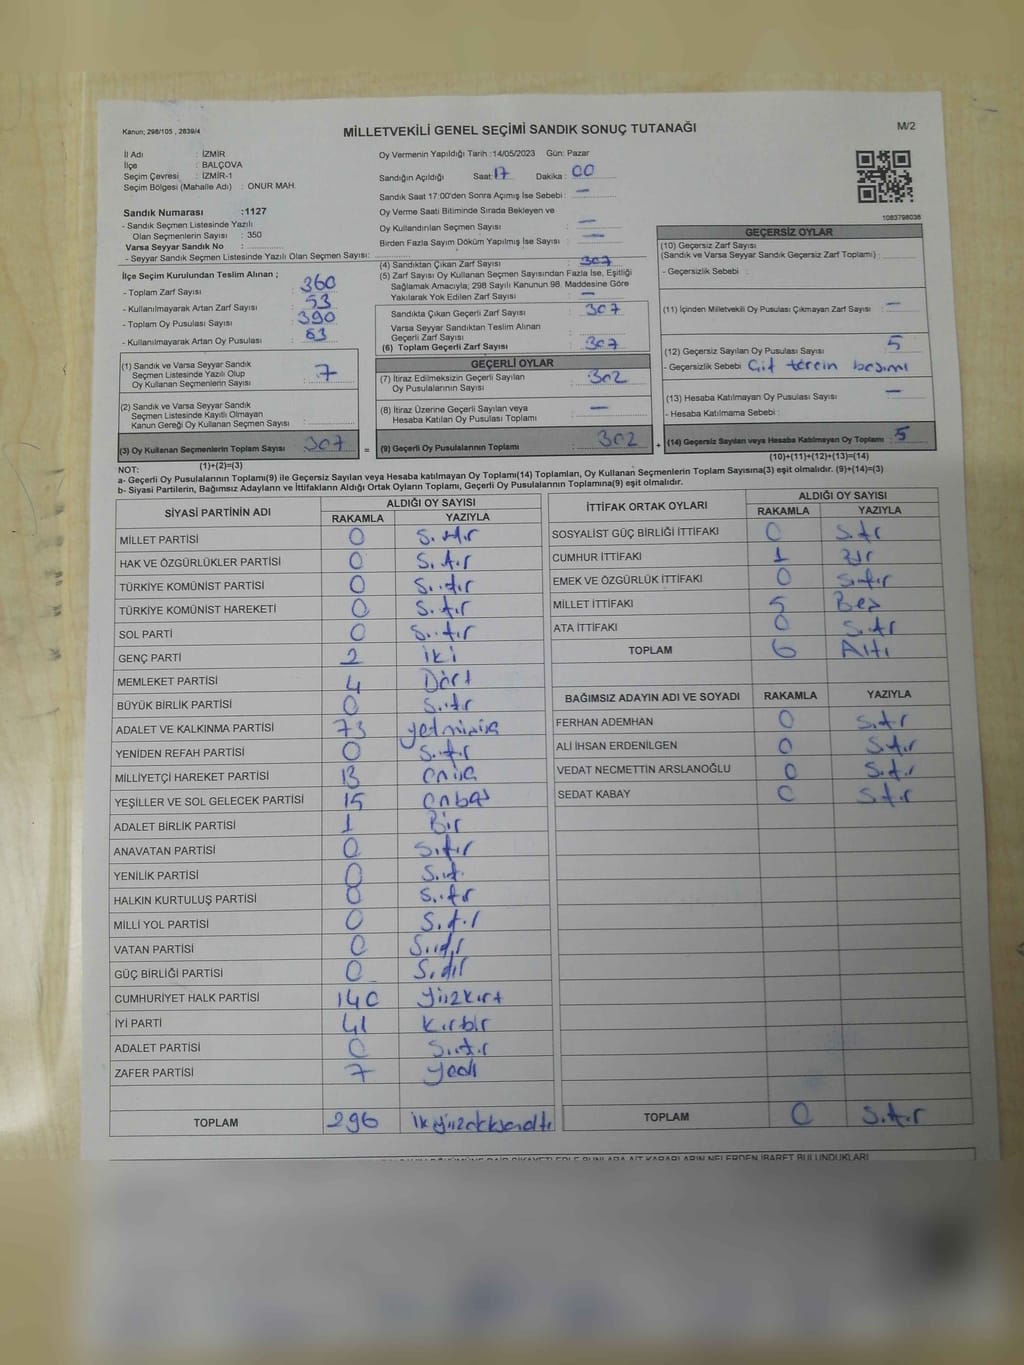 Kanun; 298/105 , 2839/4
MİLLETVEKİLİ GENEL SEÇİMİ SANDIK SONUÇ TUTANAĞI
M/2
İl Adı : İZMİR
İlçe : BALÇOVA
Seçim Çevresi : İZMİR-1
Seçim Bölgesi (Mahalle Adı) : ONUR MAH.
Sandık Numarası :1127
- Sandık Seçmen Listesinde Yazılı
Olan Seçmenlerin Sayısı : 350
Varsa Seyyar Sandık No :
- Seyyar Sandık Seçmen Listesinde Yazılı Olan Seçmen Sayısı:
Oy Vermenin Yapıldığı Tarih :14/05/2023 Gün: Pazar
Sandığın Açıldığı Saat: 17 Dakika : 00
Sandık Saat 17:00'den Sonra Açımış İse Sebebi : —
Oy Verme Saati Bitiminde Sırada Bekleyen ve
Oy Kullandırılan Seçmen Sayısı : —
Birden Fazla Sayım Döküm Yapılmış İse Sayısı : —
1083798036
İlçe Seçim Kurulundan Teslim Alınan ;
- Toplam Zarf Sayısı : 360
- Kullanılmayarak Artan Zarf Sayısı : 53
- Toplam Oy Pusulası Sayısı : 390
- Kullanılmayarak Artan Oy Pusulası : 63
(1) Sandık ve Varsa Seyyar Sandık
Seçmen Listesinde Yazılı Olup
Oy Kullanan Seçmenlerin Sayısı : 7
(2) Sandık ve Varsa Seyyar Sandık
Seçmen Listesinde Kayıtlı Olmayan
Kanun Gereği Oy Kullanan Seçmen Sayısı :
(3) Oy Kullanan Seçmenlerin Toplam Sayısı : 307
(1)+(2)=(3)
(4) Sandıktan Çıkan Zarf Sayısı : 307
(5) Zarf Sayısı Oy Kullanan Seçmen Sayısından Fazla İse, Eşitliği
Sağlamak Amacıyla; 298 Sayılı Kanunun 98. Maddesine Göre
Yakılarak Yok Edilen Zarf Sayısı : —
Sandıkta Çıkan Geçerli Zarf Sayısı : 307
Varsa Seyyar Sandıktan Teslim Alınan
Geçerli Zarf Sayısı :
(6) Toplam Geçerli Zarf Sayısı : 307
GEÇERLİ OYLAR
(7) İtiraz Edilmeksizin Geçerli Sayılan
Oy Pusulalarının Sayısı : 302
(8) İtiraz Üzerine Geçerli Sayılan veya
Hesaba Katılan Oy Pusulası Toplamı : —
= (9) Geçerli Oy Pusulalarının Toplamı : 302
GEÇERSİZ OYLAR
(10) Geçersiz Zarf Sayısı
(Sandık ve Varsa Seyyar Sandık Geçersiz Zarf Toplamı) :
- Geçersizlik Sebebi :
(11) İçinden Milletvekili Oy Pusulası Çıkmayan Zarf Sayısı : —
(12) Geçersiz Sayılan Oy Pusulası Sayısı : 5
- Geçersizlik Sebebi
(13) Hesaba Katılmayan Oy Pusulası Sayısı : —
- Hesaba Katılmama Sebebi :
+ (14) Geçersiz Sayılan veya Hesaba Katılmayan Oy Toplamı : 5
(10)+(11)+(12)+(13)=(14)
NOT:
a- Geçerli Oy Pusulalarının Toplamı(9) ile Geçersiz Sayılan veya Hesaba katılmayan Oy Toplamı(14) Toplamları, Oy Kullanan Seçmenlerin Toplam Sayısına(3) eşit olmalıdır. (9)+(14)=(3)
b- Siyasi Partilerin, Bağımsız Adayların ve İttifakların Aldığı Ortak Oyların Toplamı, Geçerli Oy Pusulalarının Toplamına(9) eşit olmalıdır.
SİYASİ PARTİNİN ADI
ALDIĞI OY SAYISI
RAKAMLA YAZIYLA
MİLLET PARTİSİ 0 Sıfır
HAK VE ÖZGÜRLÜKLER PARTİSİ 0 Sıfır
TÜRKİYE KOMÜNİST PARTİSİ 0 Sıfır
TÜRKİYE KOMÜNİST HAREKETİ 0 Sıfır
SOL PARTİ 0 Sıfır
GENÇ PARTİ 2 iki
MEMLEKET PARTİSİ 4 Dört
BÜYÜK BİRLİK PARTİSİ 0 Sıfır
ADALET VE KALKINMA PARTİSİ 73 yetmişüç
YENİDEN REFAH PARTİSİ 0 Sıfır
MİLLİYETÇİ HAREKET PARTİSİ 13 onüç
YEŞİLLER VE SOL GELECEK PARTİSİ 15 onbeş
ADALET BİRLİK PARTİSİ 1 Bir
ANAVATAN PARTİSİ 0 Sıfır
YENİLİK PARTİSİ 0 Sıf.
HALKIN KURTULUŞ PARTİSİ 0 Sıfır
MİLLİ YOL PARTİSİ 0 Sıfır
VATAN PARTİSİ 0 Sıfır
GÜÇ BİRLİĞİ PARTİSİ 0 Sıfır
CUMHURİYET HALK PARTİSİ 140 yüzkırk
İYİ PARTİ 41 kırbir
ADALET PARTİSİ 0 Sıfır
ZAFER PARTİSİ 7 yedi
TOPLAM 296
İTTİFAK ORTAK OYLARI
ALDIĞI OY SAYISI
RAKAMLA YAZIYLA
SOSYALİST GÜÇ BİRLİĞİ İTTİFAKI 0 Sıfır
CUMHUR İTTİFAKI 1 Bir
EMEK VE ÖZGÜRLÜK İTTİFAKI 0 Sıfır
MİLLET İTTİFAKI 5 Beş
ATA İTTİFAKI 0 Sıfır
TOPLAM 6 Altı
BAĞIMSIZ ADAYIN ADI VE SOYADI RAKAMLA YAZIYLA
FERHAN ADEMHAN 0 Sıfır
ALİ İHSAN ERDENİLGEN 0 Sıfır
VEDAT NECMETTİN ARSLANOĞLU 0 Sıfır
SEDAT KABAY 0 Sıfır
TOPLAM 0 Sıfır